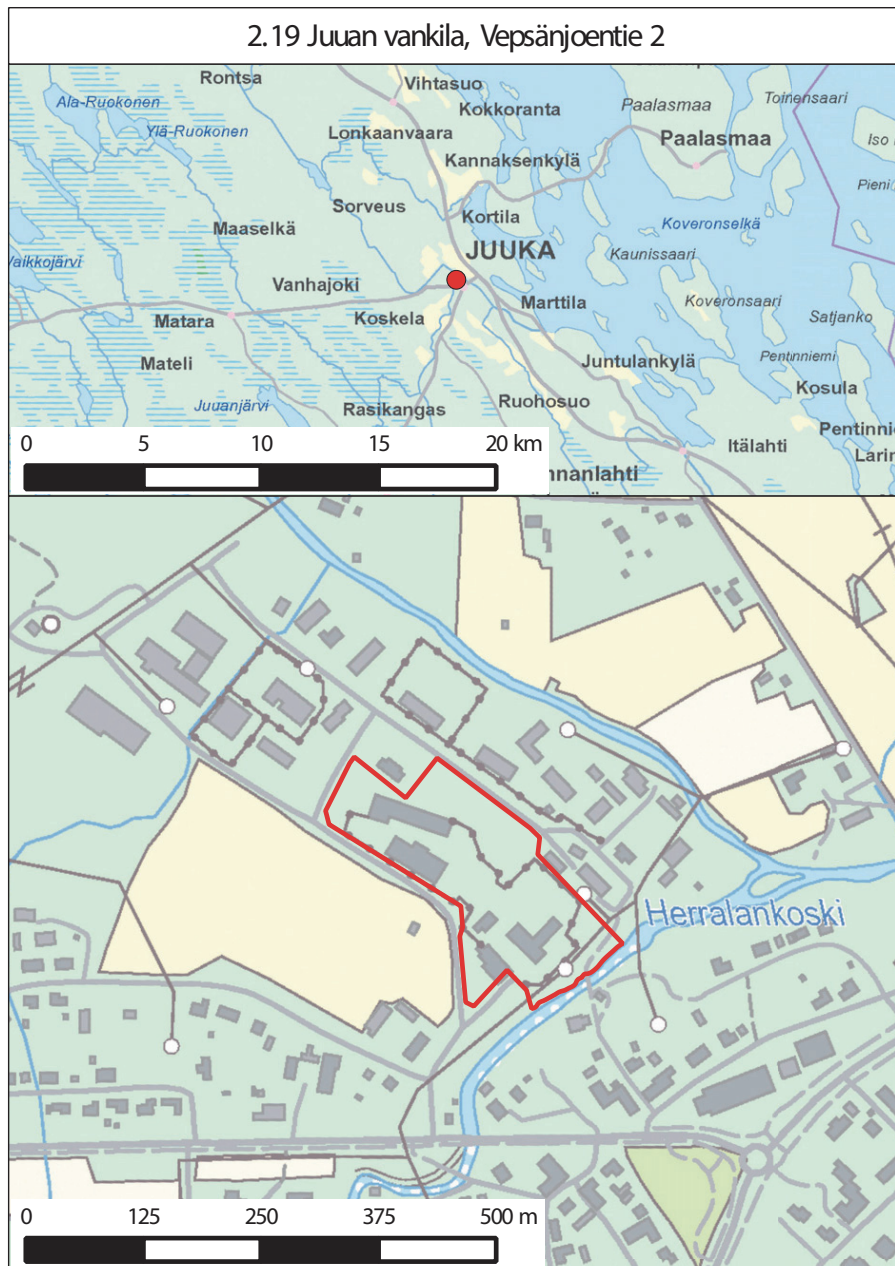 2.19 Juuan vankila, Vepsänjoentie 2
Rontsa
Vihtasuo
Ala-Ruokonen
Kokkoranta
Paalasmaa
Toinensaari
Ylä-Ruokonen
Lonkaanvaara
Paalasmaa
Iso
Kannaksenkylä
Pieni
Sorveus
Kortila
Maaselkä
Koveronselkä
JUUKA
Kaunissaari
Vaikkojärvi
Vanhajoki
Marttila
Koveronsaari
Matara
Koskela
Satjanko
Mateli
Juntulankylä
Pentinniemi
Kosula
Juuanjärvi
Rasikangas
Ruohosuo
Pentinni
Itälahti
Larin
nnanlahti
0 5 10 15 20 km
Herralankoski
0 125 250 375 500 m